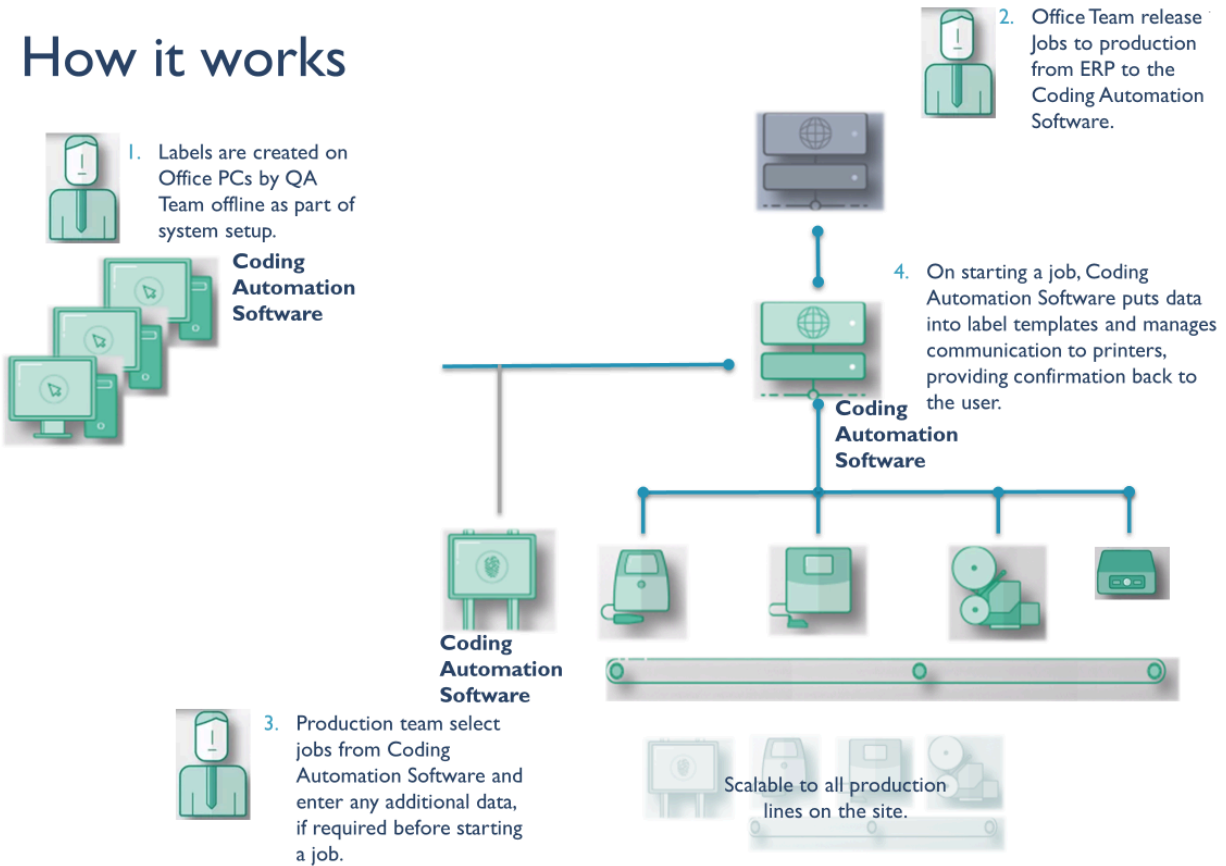 How it works
1. Labels are created on
Office PCs by QA
Team offline as part of
system setup.
Coding
Automation
Software
2. Office Team release
Jobs to production
from ERP to the
Coding Automation
Software.
4. On starting a job, Coding
Automation Software puts data
into label templates and manages
communication to printers,
providing confirmation back to
the user.
Coding
Automation
Software
Coding
Automation
Software
3. Production team select
jobs from Coding
Automation Software and
enter any additional data,
if required before starting
a job.
Scalable to all production
lines on the site.